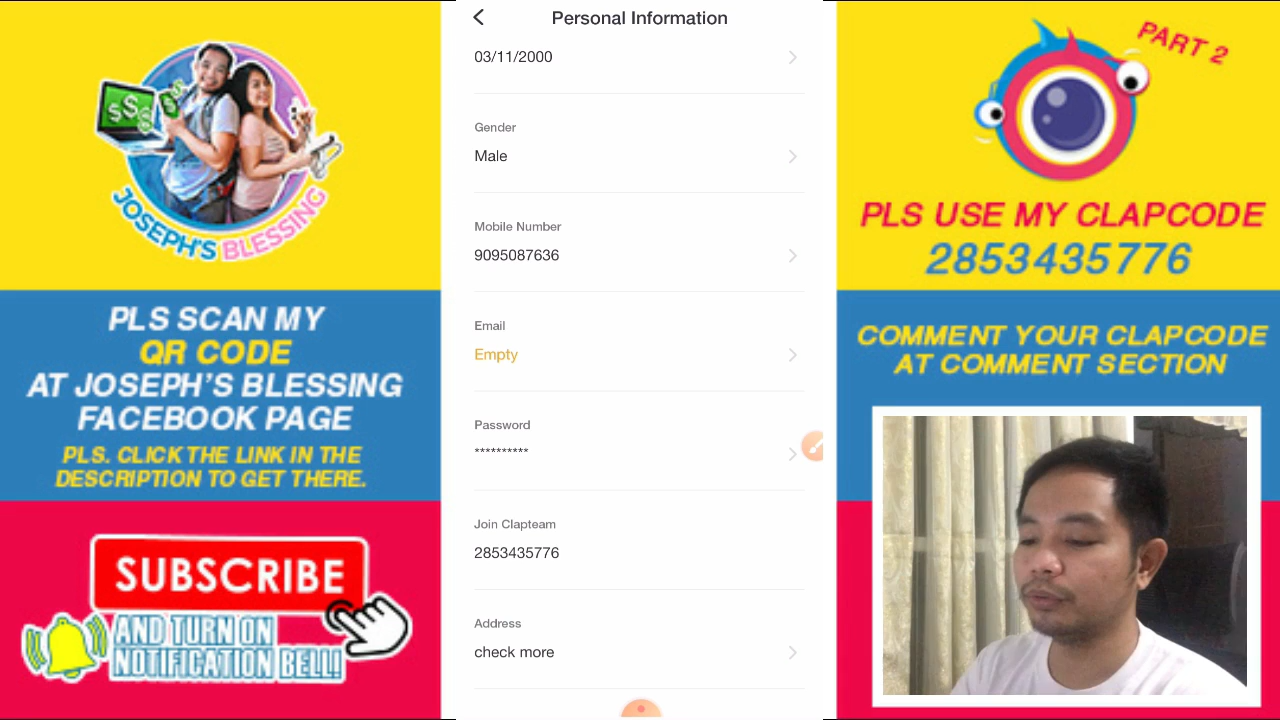 JOSEPH'S BLESSING
PLS SCAN MY
QR CODE
AT JOSEPH'S BLESSING
FACEBOOK PAGE
PLS. CLICK THE LINK IN THE
DESCRIPTION TO GET THERE.
SUBSCRIBE
AND TURN ON
NOTIFICATION BELL!
Personal Information
03/11/2000
Gender
Male
Mobile Number
9095087636
Email
Empty
Password
**********
Join Clapteam
2853435776
Address
check more
PART 2
PLS USE MY CLAPCODE
2853435776
COMMENT YOUR CLAPCODE
AT COMMENT SECTION